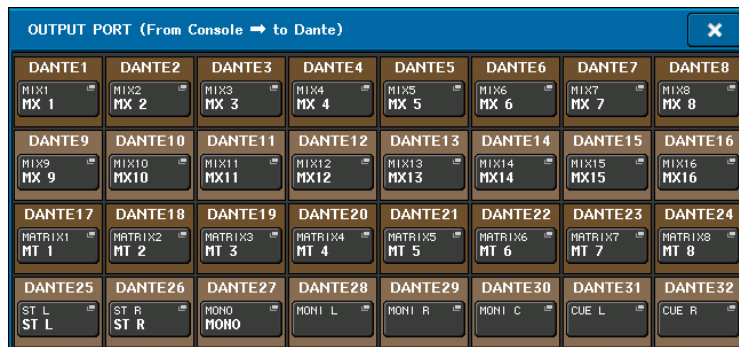 OUTPUT PORT (From Console ➡ to Dante)
DANTE1 DANTE2 DANTE3 DANTE4 DANTE5 DANTE6 DANTE7 DANTE8
MIX1 MIX2 MIX3 MIX4 MIX5 MIX6 MIX7 MIX8
MX 1 MX 2 MX 3 MX 4 MX 5 MX 6 MX 7 MX 8
DANTE9 DANTE10 DANTE11 DANTE12 DANTE13 DANTE14 DANTE15 DANTE16
MIX9 MIX10 MIX11 MIX12 MIX13 MIX14 MIX15 MIX16
MX 9 MX10 MX11 MX12 MX13 MX14 MX15 MX16
DANTE17 DANTE18 DANTE19 DANTE20 DANTE21 DANTE22 DANTE23 DANTE24
MATRIX1 MATRIX2 MATRIX3 MATRIX4 MATRIX5 MATRIX6 MATRIX7 MATRIX8
MT 1 MT 2 MT 3 MT 4 MT 5 MT 6 MT 7 MT 8
DANTE25 DANTE26 DANTE27 DANTE28 DANTE29 DANTE30 DANTE31 DANTE32
ST L ST R MONO MONI L MONI R MONI C CUE L CUE R
ST L ST R MONO